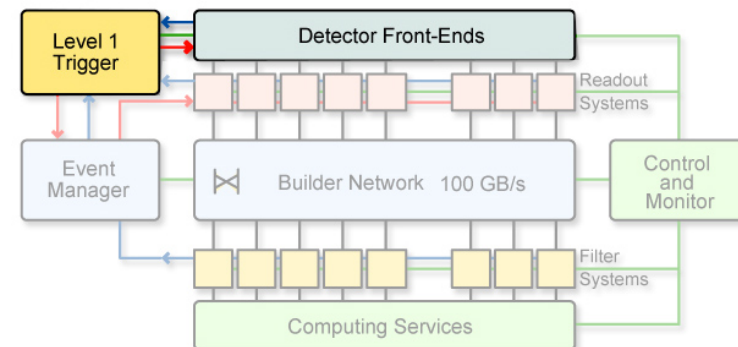 Level 1
Trigger
Detector Front-Ends
Readout
Systems
Event
Manager
Builder Network 100 GB/s
Control
and
Monitor
Filter
Systems
Computing Services